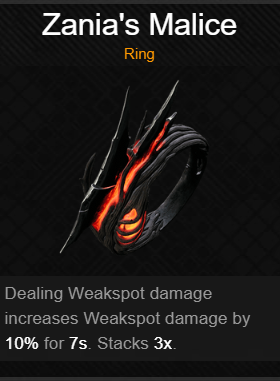 Zania's Malice
Ring
Dealing Weakspot damage
increases Weakspot damage by
10% for 7s. Stacks 3x.